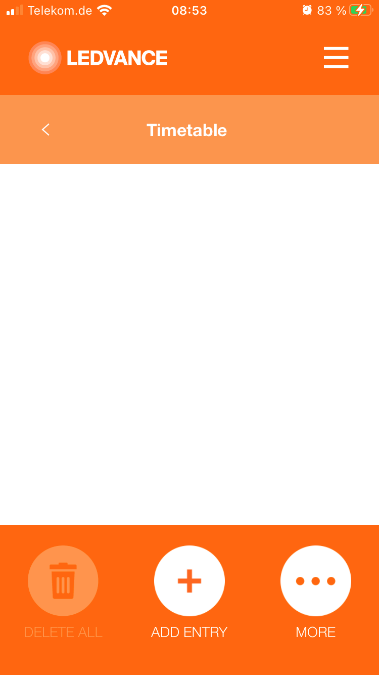 Telekom.de 08:53 83 %
LEDVANCE
Timetable
DELETE ALL ADD ENTRY MORE